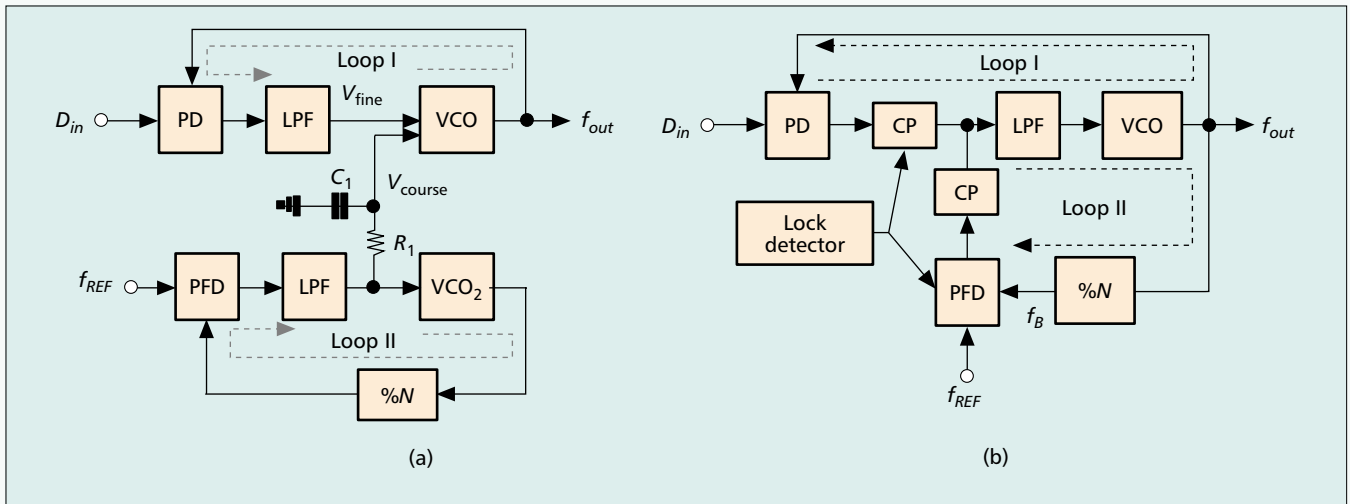 Loop I
V_fine
D_in
PD
LPF
VCO
f_out
C_1
V_course
R_1
f_REF
PFD
LPF
VCO_2
Loop II
%N
(a)
Loop I
D_in
PD
CP
LPF
VCO
f_out
CP
Loop II
Lock
detector
PFD
%N
f_B
f_REF
(b)